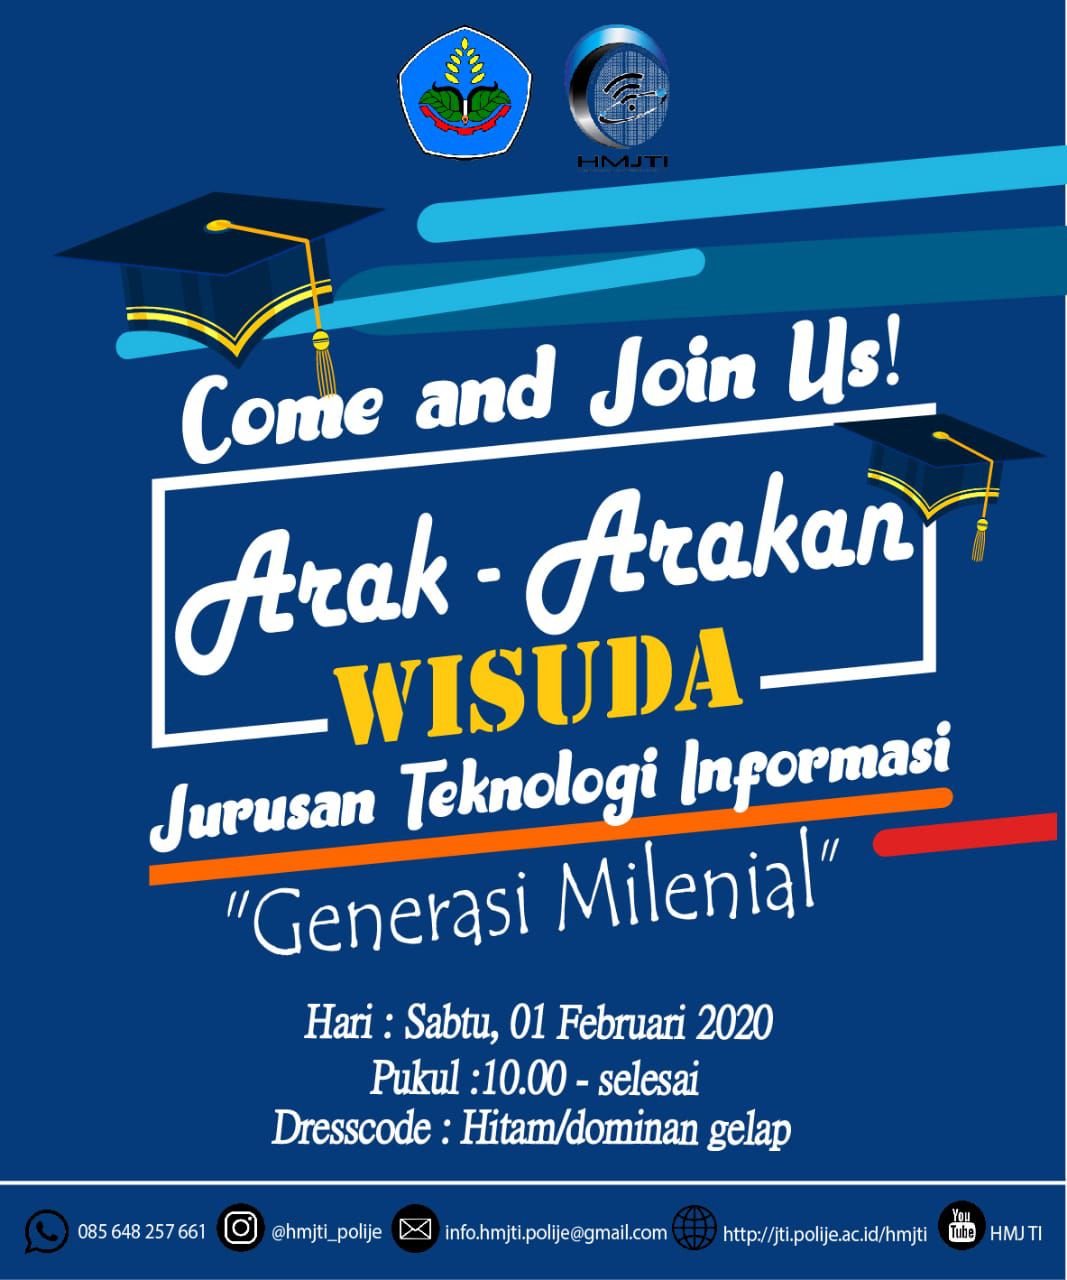 HMJTI
Come and Join Us!
Arak - Arakan
WISUDA
Jurusan Teknologi Informasi
"Generasi Milenial"
Hari : Sabtu, 01 Februari 2020
Pukul :10.00 - selesai
Dresscode : Hitam/dominan gelap
085 648 257 661 @hmjti_polije info.hmjti.polije@gmail.com http://jti.polije.ac.id/hmjti You Tube HMJ TI